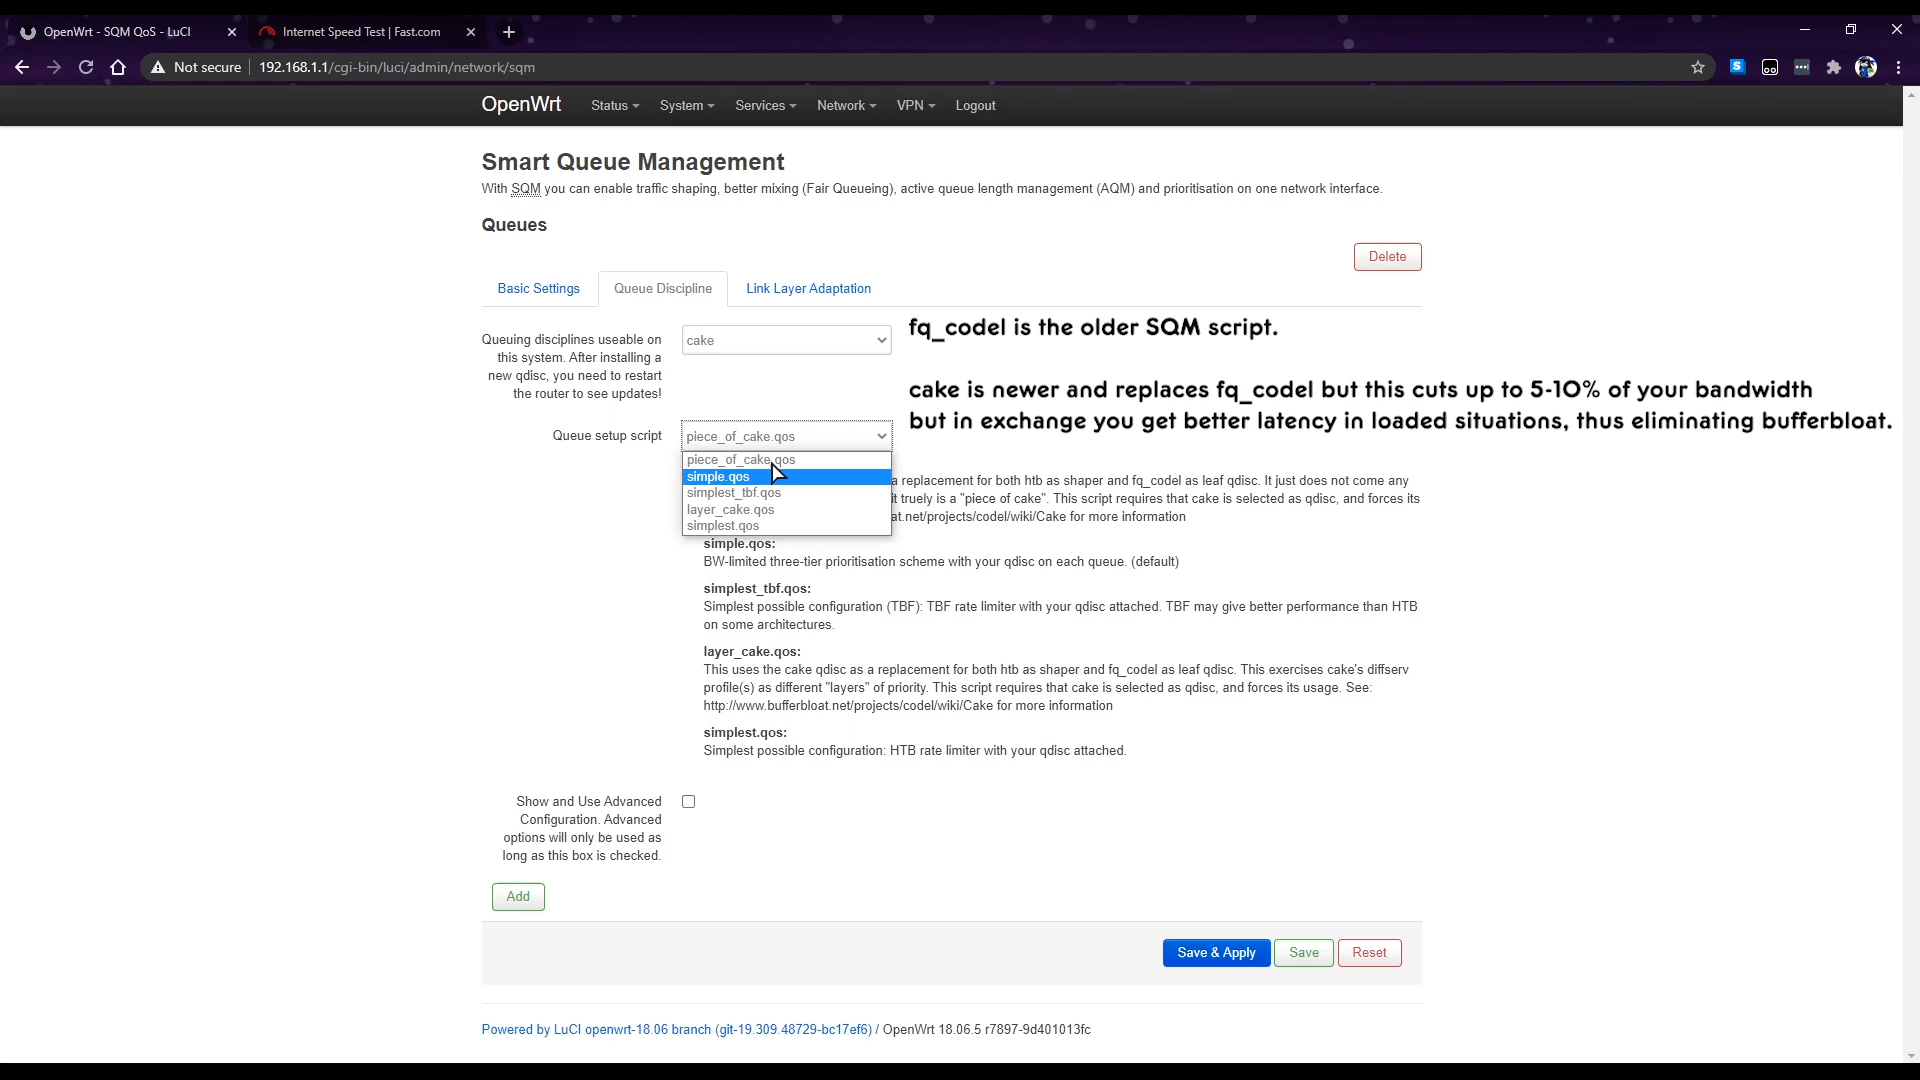 OpenWrt - SQM QoS - LuCI
Internet Speed Test | Fast.com
Not secure
192.168.1.1/cgi-bin/luci/admin/network/sqm
OpenWrt
Status
System
Services
Network
VPN
Logout
Smart Queue Management
With SQM you can enable traffic shaping, better mixing (Fair Queueing), active queue length management (AQM) and prioritisation on one network interface.
Queues
Delete
Basic Settings
Queue Discipline
Link Layer Adaptation
Queuing disciplines useable on
this system. After installing a
new qdisc, you need to restart
the router to see updates!
cake
fq_codel is the older SQM script.
cake is newer and replaces fq_codel but this cuts up to 5-10% of your bandwidth
but in exchange you get better latency in loaded situations, thus eliminating bufferbloat.
Queue setup script
piece_of_cake.qos
piece_of_cake.qos
simple.qos
simplest_tbf.qos
layer_cake.qos
simplest.qos
a replacement for both htb as shaper and fq_codel as leaf qdisc. It just does not come any
it truely is a "piece of cake". This script requires that cake is selected as qdisc, and forces its
at.net/projects/codel/wiki/Cake for more information
simple.qos:
BW-limited three-tier prioritisation scheme with your qdisc on each queue. (default)
simplest_tbf.qos:
Simplest possible configuration (TBF): TBF rate limiter with your qdisc attached. TBF may give better performance than HTB
on some architectures.
layer_cake.qos:
This uses the cake qdisc as a replacement for both htb as shaper and fq_codel as leaf qdisc. This exercises cake's diffserv
profile(s) as different "layers" of priority. This script requires that cake is selected as qdisc, and forces its usage. See:
http://www.bufferbloat.net/projects/codel/wiki/Cake for more information
simplest.qos:
Simplest possible configuration: HTB rate limiter with your qdisc attached.
Show and Use Advanced
Configuration. Advanced
options will only be used as
long as this box is checked.
Add
Save & Apply
Save
Reset
Powered by LuCI openwrt-18.06 branch (git-19.309.48729-bc17ef6) / OpenWrt 18.06.5 r7897-9d401013fc